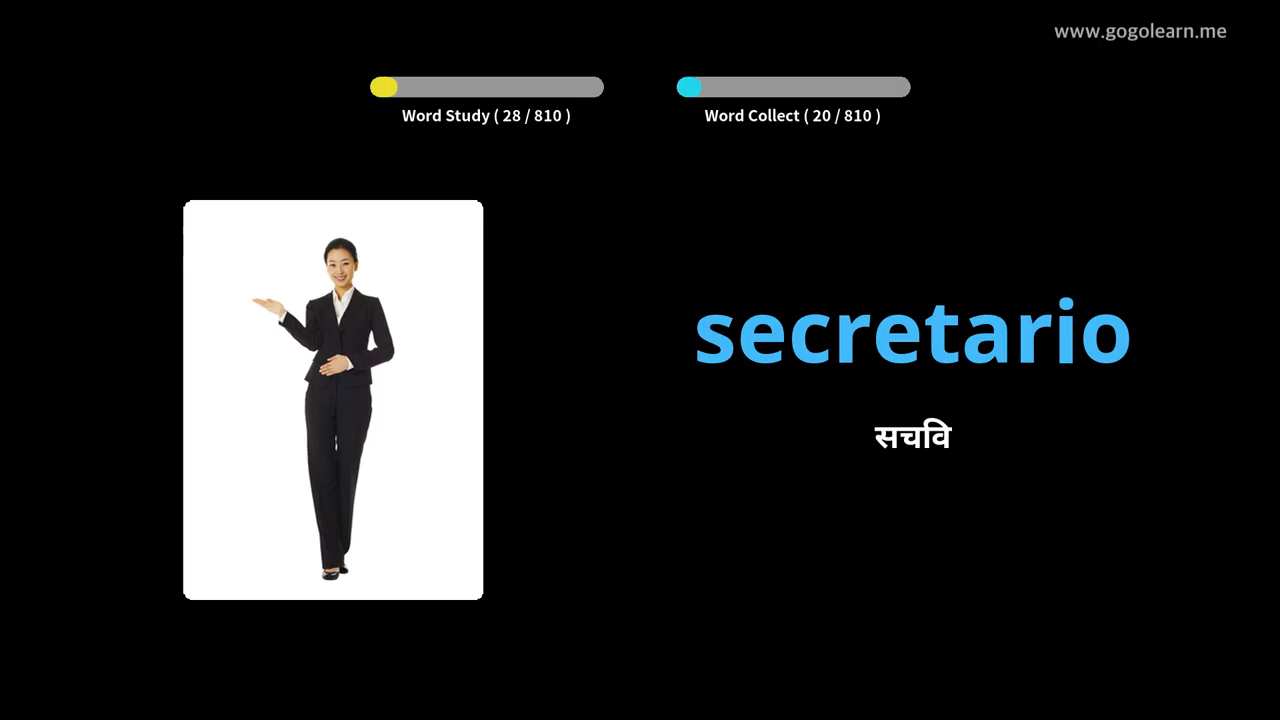 www.gogolearn.me
Word Study ( 28 / 810 )
Word Collect ( 20 / 810 )
secretario
सचवि